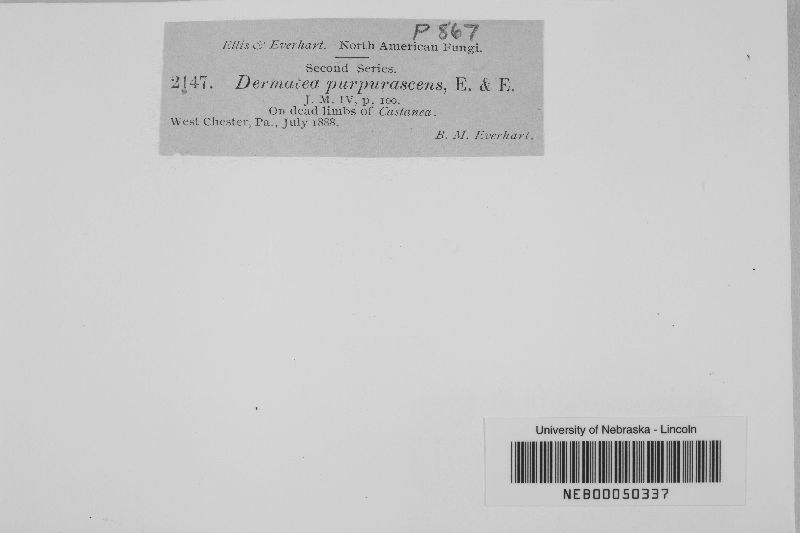 P 867
Ellis & Everhart. North American Fungi.
Second Series.
2147. Dermatea purpurascens, E. & E.
J. M. IV, p. 100.
On dead limbs of Castanea.
West Chester, Pa., July 1888.
B. M. Everhart.
University of Nebraska - Lincoln
NEB00050337